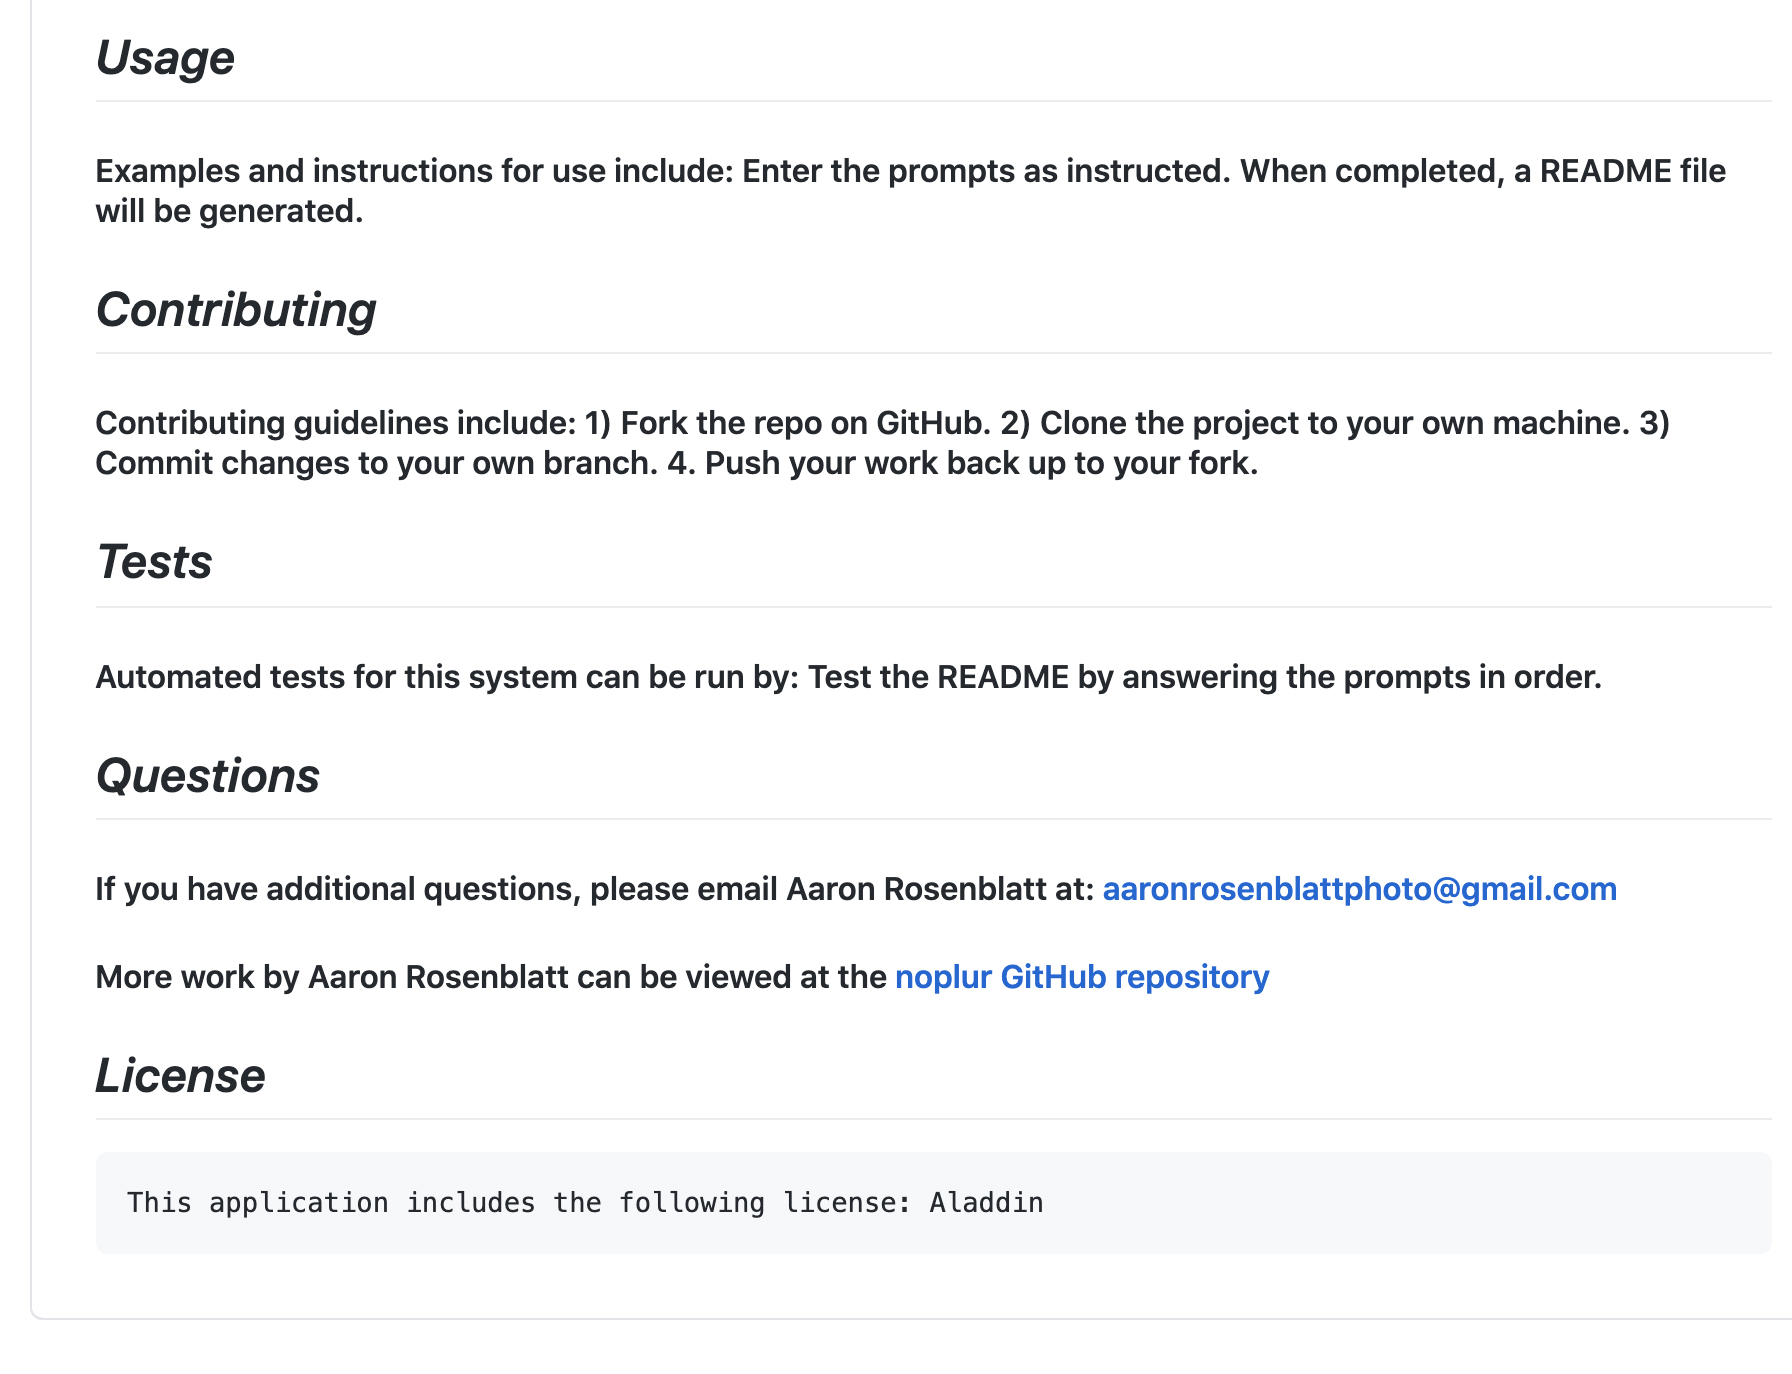 Usage
Examples and instructions for use include: Enter the prompts as instructed. When completed, a README file
will be generated.
Contributing
Contributing guidelines include: 1) Fork the repo on GitHub. 2) Clone the project to your own machine. 3)
Commit changes to your own branch. 4. Push your work back up to your fork.
Tests
Automated tests for this system can be run by: Test the README by answering the prompts in order.
Questions
If you have additional questions, please email Aaron Rosenblatt at: aaronrosenblattphoto@gmail.com
More work by Aaron Rosenblatt can be viewed at the noplur GitHub repository
License
This application includes the following license: Aladdin